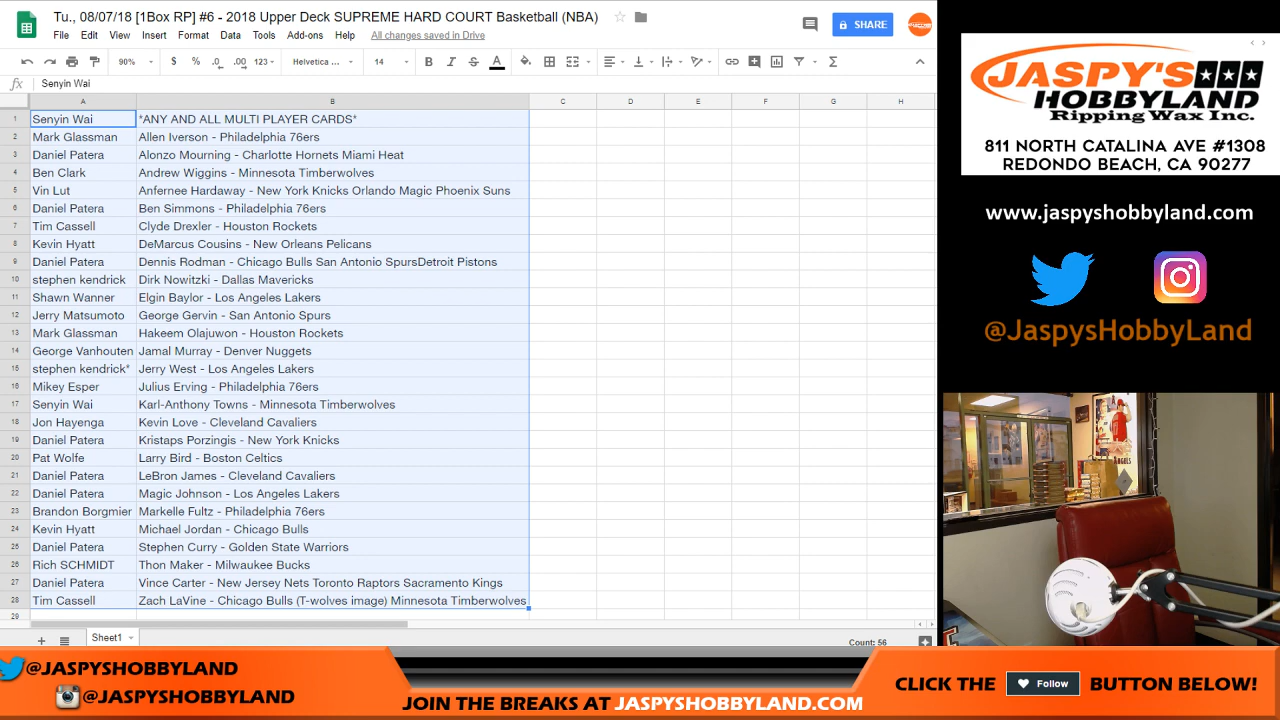 Tu., 08/07/18 [1Box RP] #6 - 2018 Upper Deck SUPREME HARD COURT Basketball (NBA)
File Edit View Insert Format Data Tools Add-ons Help All changes saved in Drive
SHARE
90% $ % .0 .00 123 Helvetica ... 14 B I S A
fx Senyin Wai
A B C D E F G H
1 Senyin Wai *ANY AND ALL MULTI PLAYER CARDS*
2 Mark Glassman Allen Iverson - Philadelphia 76ers
3 Daniel Patera Alonzo Mourning - Charlotte Hornets Miami Heat
4 Ben Clark Andrew Wiggins - Minnesota Timberwolves
5 Vin Lut Anfernee Hardaway - New York Knicks Orlando Magic Phoenix Suns
6 Daniel Patera Ben Simmons - Philadelphia 76ers
7 Tim Cassell Clyde Drexler - Houston Rockets
8 Kevin Hyatt DeMarcus Cousins - New Orleans Pelicans
9 Daniel Patera Dennis Rodman - Chicago Bulls San Antonio SpursDetroit Pistons
10 stephen kendrick Dirk Nowitzki - Dallas Mavericks
11 Shawn Wanner Elgin Baylor - Los Angeles Lakers
12 Jerry Matsumoto George Gervin - San Antonio Spurs
13 Mark Glassman Hakeem Olajuwon - Houston Rockets
14 George Vanhouten Jamal Murray - Denver Nuggets
15 stephen kendrick* Jerry West - Los Angeles Lakers
16 Mikey Esper Julius Erving - Philadelphia 76ers
17 Senyin Wai Karl-Anthony Towns - Minnesota Timberwolves
18 Jon Hayenga Kevin Love - Cleveland Cavaliers
19 Daniel Patera Kristaps Porzingis - New York Knicks
20 Pat Wolfe Larry Bird - Boston Celtics
21 Daniel Patera LeBron James - Cleveland Cavaliers
22 Daniel Patera Magic Johnson - Los Angeles Lakers
23 Brandon Borgmier Markelle Fultz - Philadelphia 76ers
24 Kevin Hyatt Michael Jordan - Chicago Bulls
25 Daniel Patera Stephen Curry - Golden State Warriors
26 Rich SCHMIDT Thon Maker - Milwaukee Bucks
27 Daniel Patera Vince Carter - New Jersey Nets Toronto Raptors Sacramento Kings
28 Tim Cassell Zach LaVine - Chicago Bulls (T-wolves image) Minnesota Timberwolves
29
Sheet1
Count: 56
JASPY'S
HOBBYLAND
Ripping Wax Inc.
811 NORTH CATALINA AVE #1308
REDONDO BEACH, CA 90277
www.jaspyshobbyland.com
@JaspysHobbyLand
ANGELS
@JASPYSHOBBYLAND
@JASPYSHOBBYLAND
JOIN THE BREAKS AT JASPYSHOBBYLAND.COM
CLICK THE Follow BUTTON BELOW!